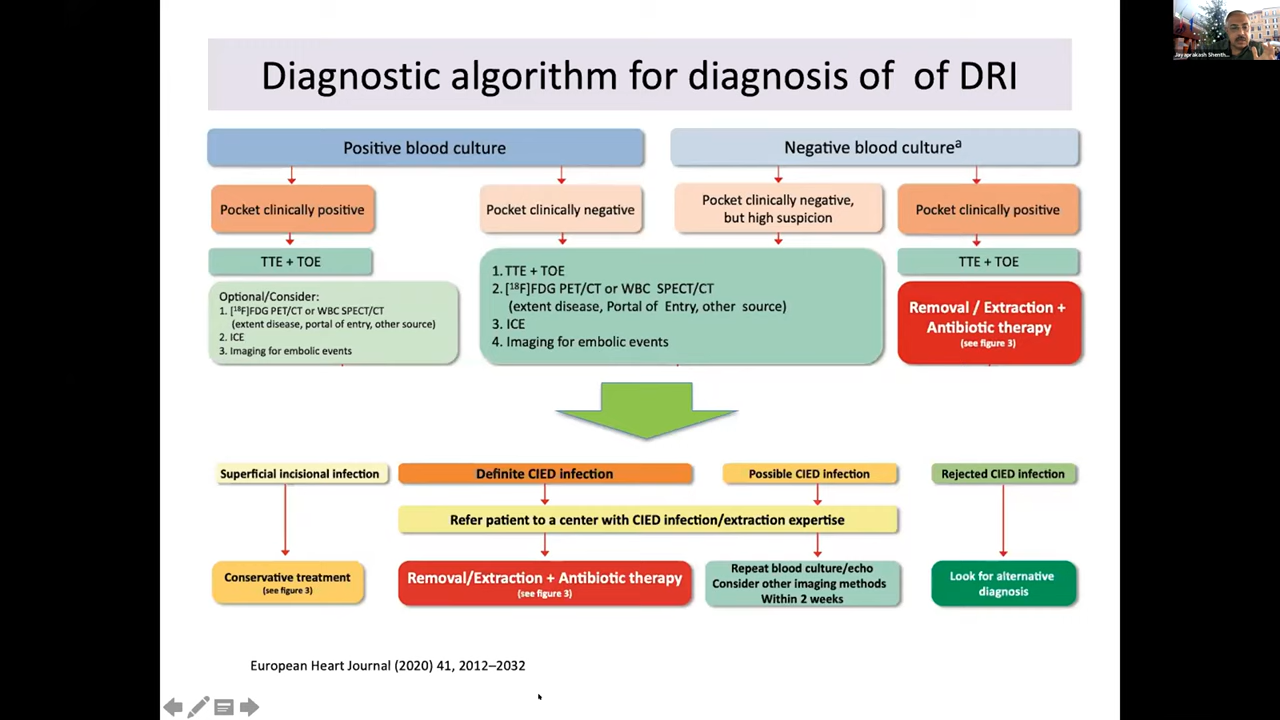 Diagnostic algorithm for diagnosis of of DRI
Positive blood culture
Negative blood cultureª
Pocket clinically positive
Pocket clinically negative
Pocket clinically negative,
but high suspicion
Pocket clinically positive
TTE + TOE
Optional/Consider:
1. [¹⁸F]FDG PET/CT or WBC SPECT/CT
(extent disease, portal of entry, other source)
2. ICE
3. Imaging for embolic events
1. TTE + TOE
2. [¹⁸F]FDG PET/CT or WBC SPECT/CT
(extent disease, Portal of Entry, other source)
3. ICE
4. Imaging for embolic events
TTE + TOE
Removal / Extraction +
Antibiotic therapy
(see figure 3)
Superficial incisional infection
Definite CIED infection
Possible CIED infection
Rejected CIED infection
Refer patient to a center with CIED infection/extraction expertise
Conservative treatment
(see figure 3)
Removal/Extraction + Antibiotic therapy
(see figure 3)
Repeat blood culture/echo
Consider other imaging methods
Within 2 weeks
Look for alternative
diagnosis
European Heart Journal (2020) 41, 2012–2032
Jayaprakash Shenth...